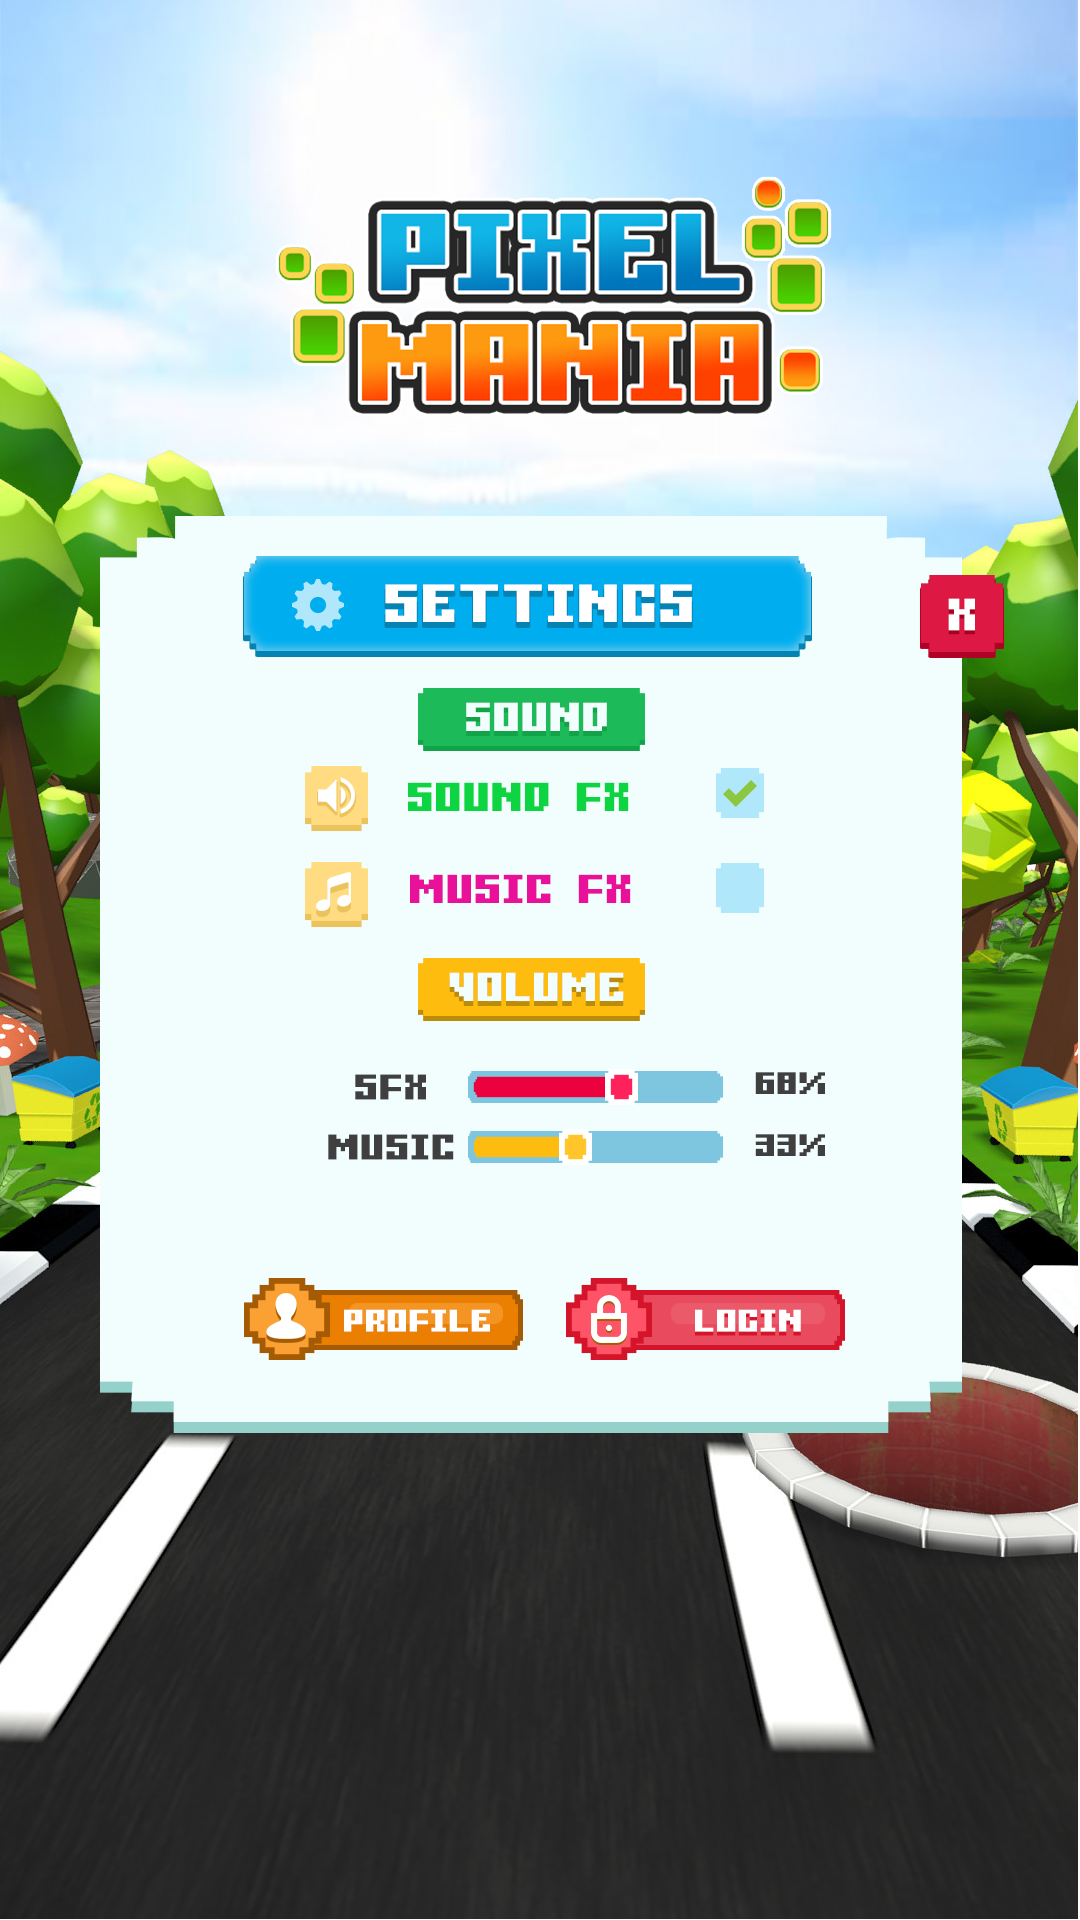 PIXEL
MANIA
SETTINGS
X
SOUND
SOUND FX
MUSIC FX
VOLUME
SFX 68%
MUSIC 33%
PROFILE LOGIN